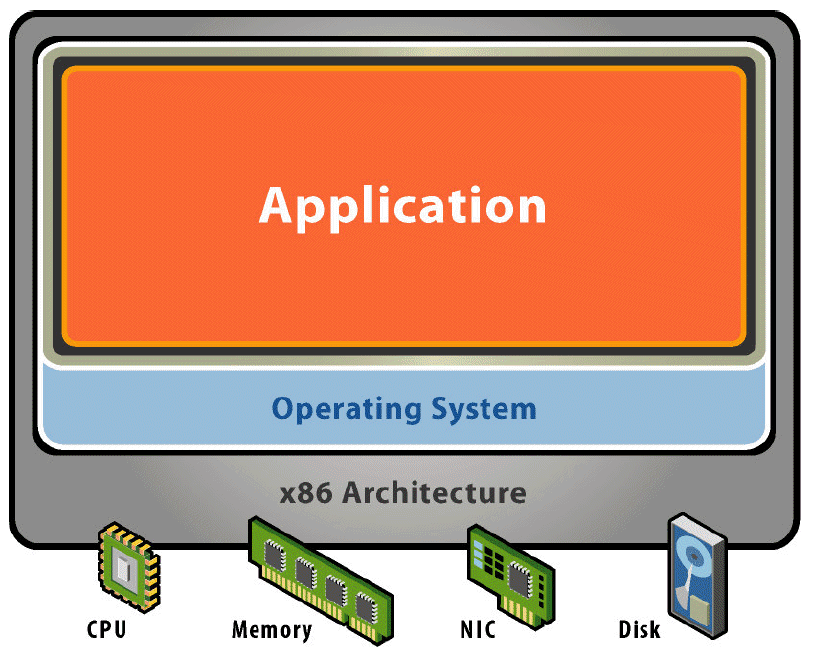 Application
Operating System
x86 Architecture
CPU
Memory
NIC
Disk